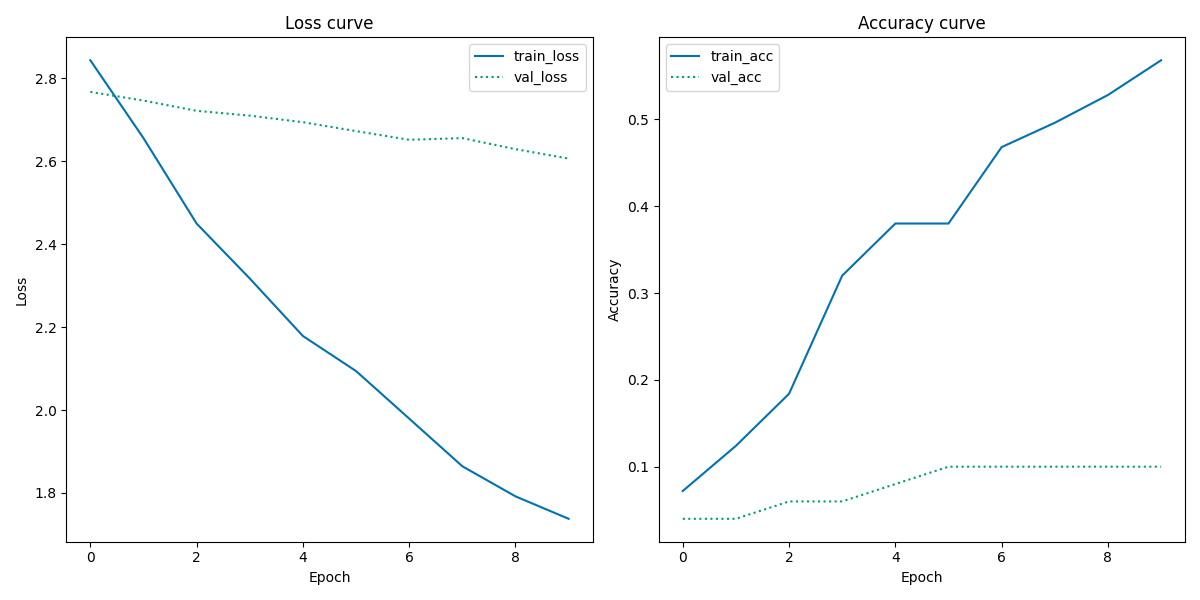 Loss curve
train_loss
val_loss
2.8
2.6
2.4
2.2
2.0
1.8
Loss
0 2 4 6 8
Epoch
Accuracy curve
train_acc
val_acc
0.5
0.4
0.3
0.2
0.1
Accuracy
0 2 4 6 8
Epoch